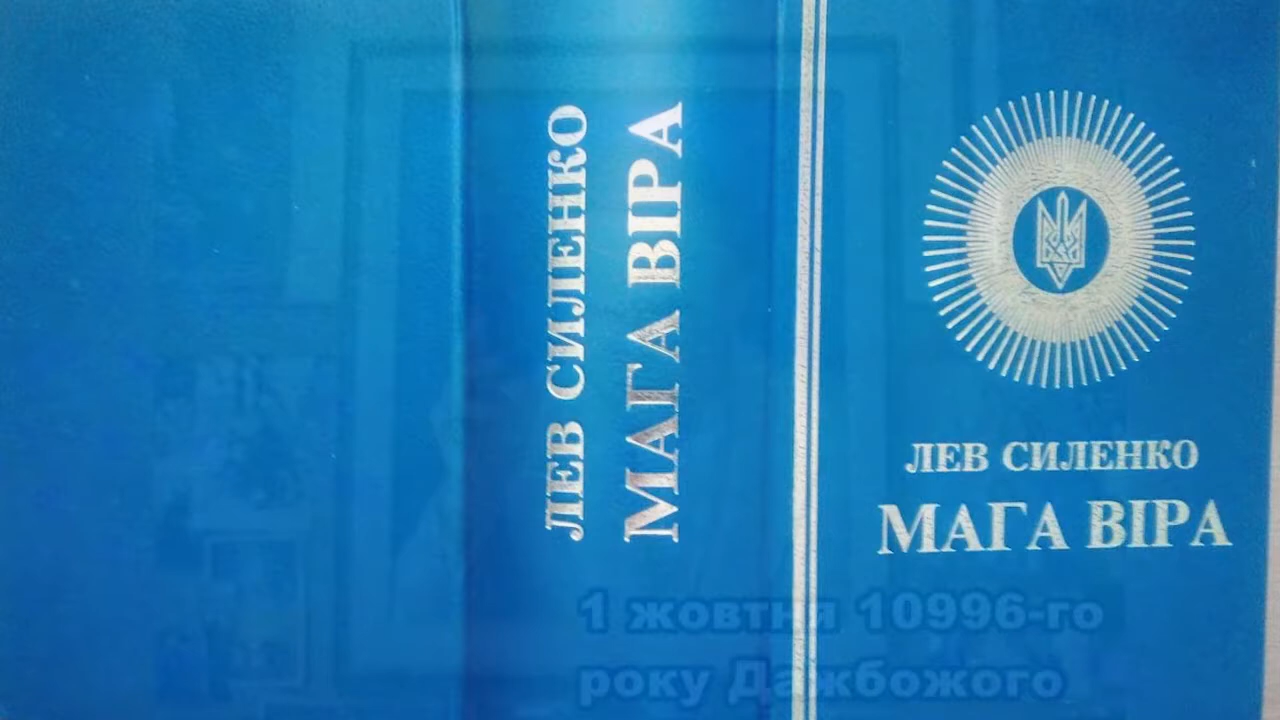 ЛЕВ СИЛЕНКО
МАГА ВІРА
ЛЕВ СИЛЕНКО
МАГА ВІРА
1 жовтня 10996-го
року Дажбожого